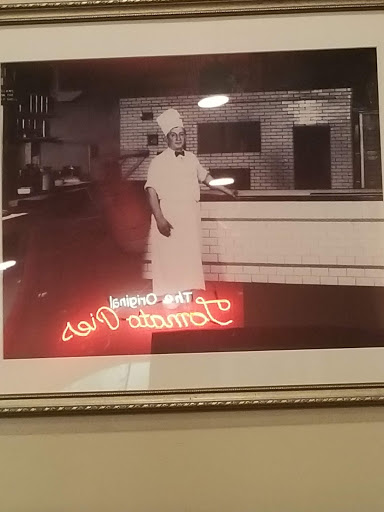 The Original
Tomato Pies